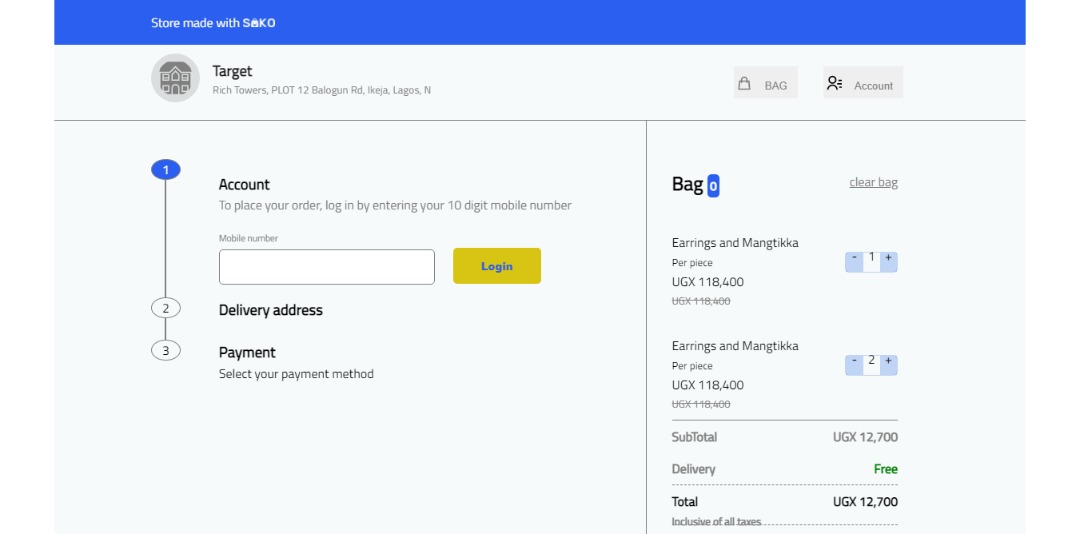 Store made with SOKO
Target
Rich Towers, PLOT 12 Balogun Rd, Ikeja, Lagos, N
BAG
Account
1
Account
To place your order, log in by entering your 10 digit mobile number
Mobile number
Login
2
Delivery address
3
Payment
Select your payment method
Bag 0
clear bag
Earrings and Mangtikka
Per piece
- 1 +
UGX 118,400
UGX 118,400
Earrings and Mangtikka
Per piece
- 2 +
UGX 118,400
UGX 118,400
SubTotal UGX 12,700
Delivery Free
Total UGX 12,700
Inclusive of all taxes